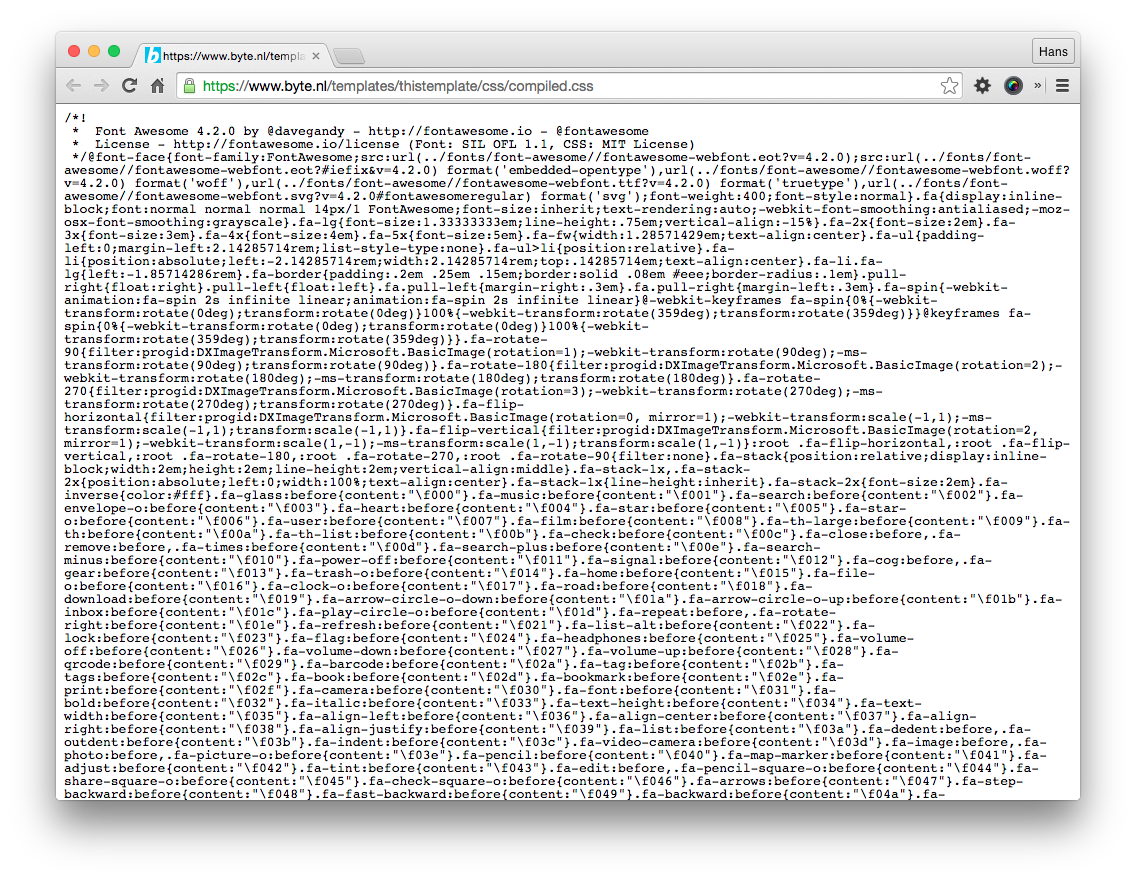 Hans
https://www.byte.nl/templa
https://www.byte.nl/templates/thistemplate/css/compiled.css
/*!
 *  Font Awesome 4.2.0 by @davegandy - http://fontawesome.io - @fontawesome
 *  License - http://fontawesome.io/license (Font: SIL OFL 1.1, CSS: MIT License)
 */@font-face{font-family:FontAwesome;src:url(../fonts/font-awesome//fontawesome-webfont.eot?v=4.2.0);src:url(../fonts/font-
awesome//fontawesome-webfont.eot?#iefix&v=4.2.0) format('embedded-opentype'),url(../fonts/font-awesome//fontawesome-webfont.woff?
v=4.2.0) format('woff'),url(../fonts/font-awesome//fontawesome-webfont.ttf?v=4.2.0) format('truetype'),url(../fonts/font-
awesome//fontawesome-webfont.svg?v=4.2.0#fontawesomeregular) format('svg');font-weight:400;font-style:normal}.fa{display:inline-
block;font:normal normal normal 14px/1 FontAwesome;font-size:inherit;text-rendering:auto;-webkit-font-smoothing:antialiased;-moz-
osx-font-smoothing:grayscale}.fa-lg{font-size:1.33333333em;line-height:.75em;vertical-align:-15%}.fa-2x{font-size:2em}.fa-
3x{font-size:3em}.fa-4x{font-size:4em}.fa-5x{font-size:5em}.fa-fw{width:1.28571429em;text-align:center}.fa-ul{padding-
left:0;margin-left:2.14285714em;list-style-type:none}.fa-ul>li{position:relative}.fa-
li{position:absolute;left:-2.14285714em;width:2.14285714em;top:.14285714em;text-align:center}.fa-li.fa-
lg{left:-1.85714286em}.fa-border{padding:.2em .25em .15em;border:solid .08em #eee;border-radius:.1em}.pull-
right{float:right}.pull-left{float:left}.fa.pull-left{margin-right:.3em}.fa.pull-right{margin-left:.3em}.fa-spin{-webkit-
animation:fa-spin 2s infinite linear;animation:fa-spin 2s infinite linear}@-webkit-keyframes fa-spin{0%{-webkit-
transform:rotate(0deg);transform:rotate(0deg)}100%{-webkit-transform:rotate(359deg);transform:rotate(359deg)}}@keyframes fa-
spin{0%{-webkit-transform:rotate(0deg);transform:rotate(0deg)}100%{-webkit-
transform:rotate(359deg);transform:rotate(359deg)}}.fa-rotate-
90{filter:progid:DXImageTransform.Microsoft.BasicImage(rotation=1);-webkit-transform:rotate(90deg);-ms-
transform:rotate(90deg);transform:rotate(90deg)}.fa-rotate-180{filter:progid:DXImageTransform.Microsoft.BasicImage(rotation=2);-
webkit-transform:rotate(180deg);-ms-transform:rotate(180deg);transform:rotate(180deg)}.fa-rotate-
270{filter:progid:DXImageTransform.Microsoft.BasicImage(rotation=3);-webkit-transform:rotate(270deg);-ms-
transform:rotate(270deg);transform:rotate(270deg)}.fa-flip-
horizontal{filter:progid:DXImageTransform.Microsoft.BasicImage(rotation=0, mirror=1);-webkit-transform:scale(-1,1);-ms-
transform:scale(-1,1);transform:scale(-1,1)}.fa-flip-vertical{filter:progid:DXImageTransform.Microsoft.BasicImage(rotation=2,
mirror=1);-webkit-transform:scale(1,-1);-ms-transform:scale(1,-1);transform:scale(1,-1)}:root .fa-flip-horizontal,:root .fa-flip-
vertical,:root .fa-rotate-180,:root .fa-rotate-270,:root .fa-rotate-90{filter:none}.fa-stack{position:relative;display:inline-
block;width:2em;height:2em;line-height:2em;vertical-align:middle}.fa-stack-1x,.fa-stack-
2x{position:absolute;left:0;width:100%;text-align:center}.fa-stack-1x{line-height:inherit}.fa-stack-2x{font-size:2em}.fa-
inverse{color:#fff}.fa-glass:before{content:"\f000"}.fa-music:before{content:"\f001"}.fa-search:before{content:"\f002"}.fa-
envelope-o:before{content:"\f003"}.fa-heart:before{content:"\f004"}.fa-star:before{content:"\f005"}.fa-star-
o:before{content:"\f006"}.fa-user:before{content:"\f007"}.fa-film:before{content:"\f008"}.fa-th-large:before{content:"\f009"}.fa-
th:before{content:"\f00a"}.fa-th-list:before{content:"\f00b"}.fa-check:before{content:"\f00c"}.fa-close:before,.fa-
remove:before,.fa-times:before{content:"\f00d"}.fa-search-plus:before{content:"\f00e"}.fa-search-
minus:before{content:"\f010"}.fa-power-off:before{content:"\f011"}.fa-signal:before{content:"\f012"}.fa-cog:before,.fa-
gear:before{content:"\f013"}.fa-trash-o:before{content:"\f014"}.fa-home:before{content:"\f015"}.fa-file-
o:before{content:"\f016"}.fa-clock-o:before{content:"\f017"}.fa-road:before{content:"\f018"}.fa-
download:before{content:"\f019"}.fa-arrow-circle-o-down:before{content:"\f01a"}.fa-arrow-circle-o-up:before{content:"\f01b"}.fa-
inbox:before{content:"\f01c"}.fa-play-circle-o:before{content:"\f01d"}.fa-repeat:before,.fa-rotate-
right:before{content:"\f01e"}.fa-refresh:before{content:"\f021"}.fa-list-alt:before{content:"\f022"}.fa-
lock:before{content:"\f023"}.fa-flag:before{content:"\f024"}.fa-headphones:before{content:"\f025"}.fa-volume-
off:before{content:"\f026"}.fa-volume-down:before{content:"\f027"}.fa-volume-up:before{content:"\f028"}.fa-
qrcode:before{content:"\f029"}.fa-barcode:before{content:"\f02a"}.fa-tag:before{content:"\f02b"}.fa-
tags:before{content:"\f02c"}.fa-book:before{content:"\f02d"}.fa-bookmark:before{content:"\f02e"}.fa-
print:before{content:"\f02f"}.fa-camera:before{content:"\f030"}.fa-font:before{content:"\f031"}.fa-
bold:before{content:"\f032"}.fa-italic:before{content:"\f033"}.fa-text-height:before{content:"\f034"}.fa-text-
width:before{content:"\f035"}.fa-align-left:before{content:"\f036"}.fa-align-center:before{content:"\f037"}.fa-align-
right:before{content:"\f038"}.fa-align-justify:before{content:"\f039"}.fa-list:before{content:"\f03a"}.fa-dedent:before,.fa-
outdent:before{content:"\f03b"}.fa-indent:before{content:"\f03c"}.fa-video-camera:before{content:"\f03d"}.fa-image:before,.fa-
photo:before,.fa-picture-o:before{content:"\f03e"}.fa-pencil:before{content:"\f040"}.fa-map-marker:before{content:"\f041"}.fa-
adjust:before{content:"\f042"}.fa-tint:before{content:"\f043"}.fa-edit:before,.fa-pencil-square-o:before{content:"\f044"}.fa-
share-square-o:before{content:"\f045"}.fa-check-square-o:before{content:"\f046"}.fa-arrows:before{content:"\f047"}.fa-step-
backward:before{content:"\f048"}.fa-fast-backward:before{content:"\f049"}.fa-backward:before{content:"\f04a"}.fa-